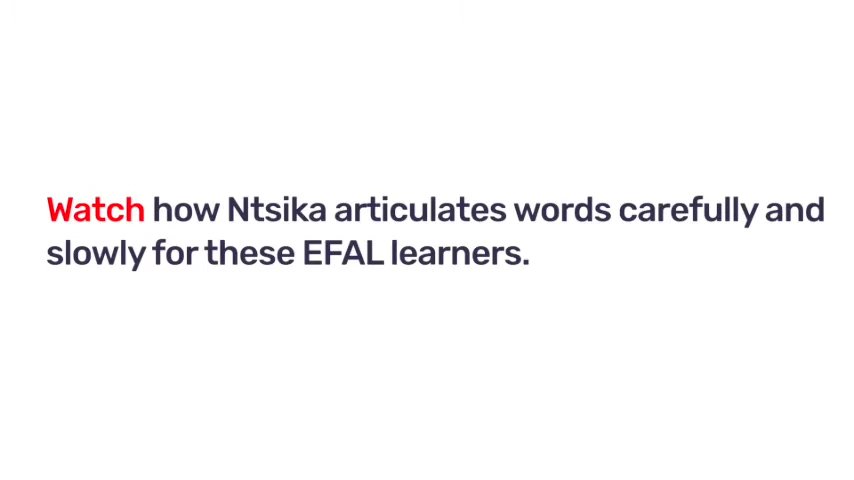 Watch how Ntsika articulates words carefully and
slowly for these EFAL learners.